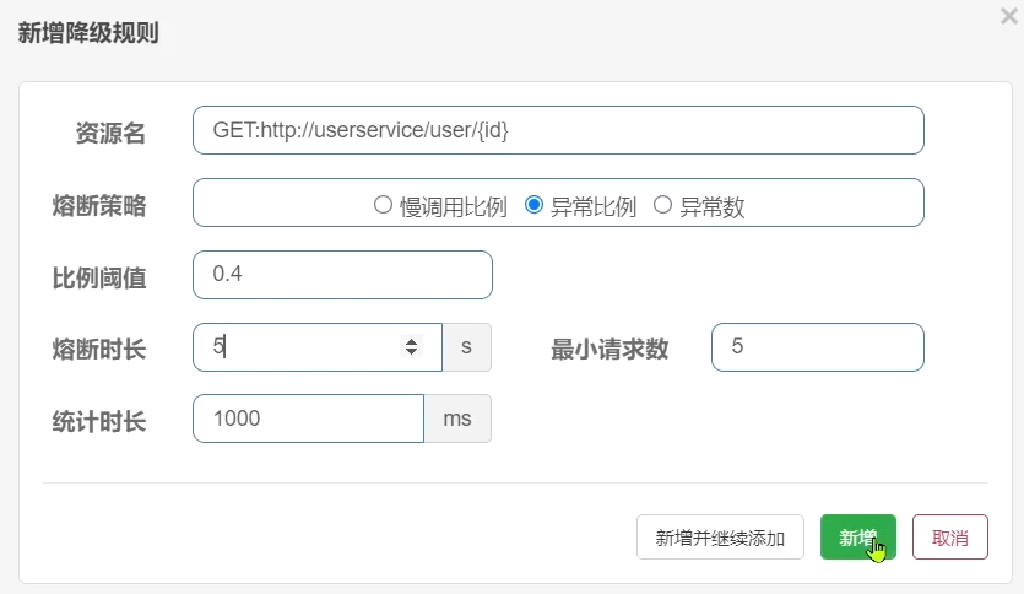 新增降级规则
×
资源名 GET:http://userservice/user/{id}
熔断策略 慢调用比例 异常比例 异常数
比例阈值 0.4
熔断时长 5 s 最小请求数 5
统计时长 1000 ms
新增并继续添加 新增 取消